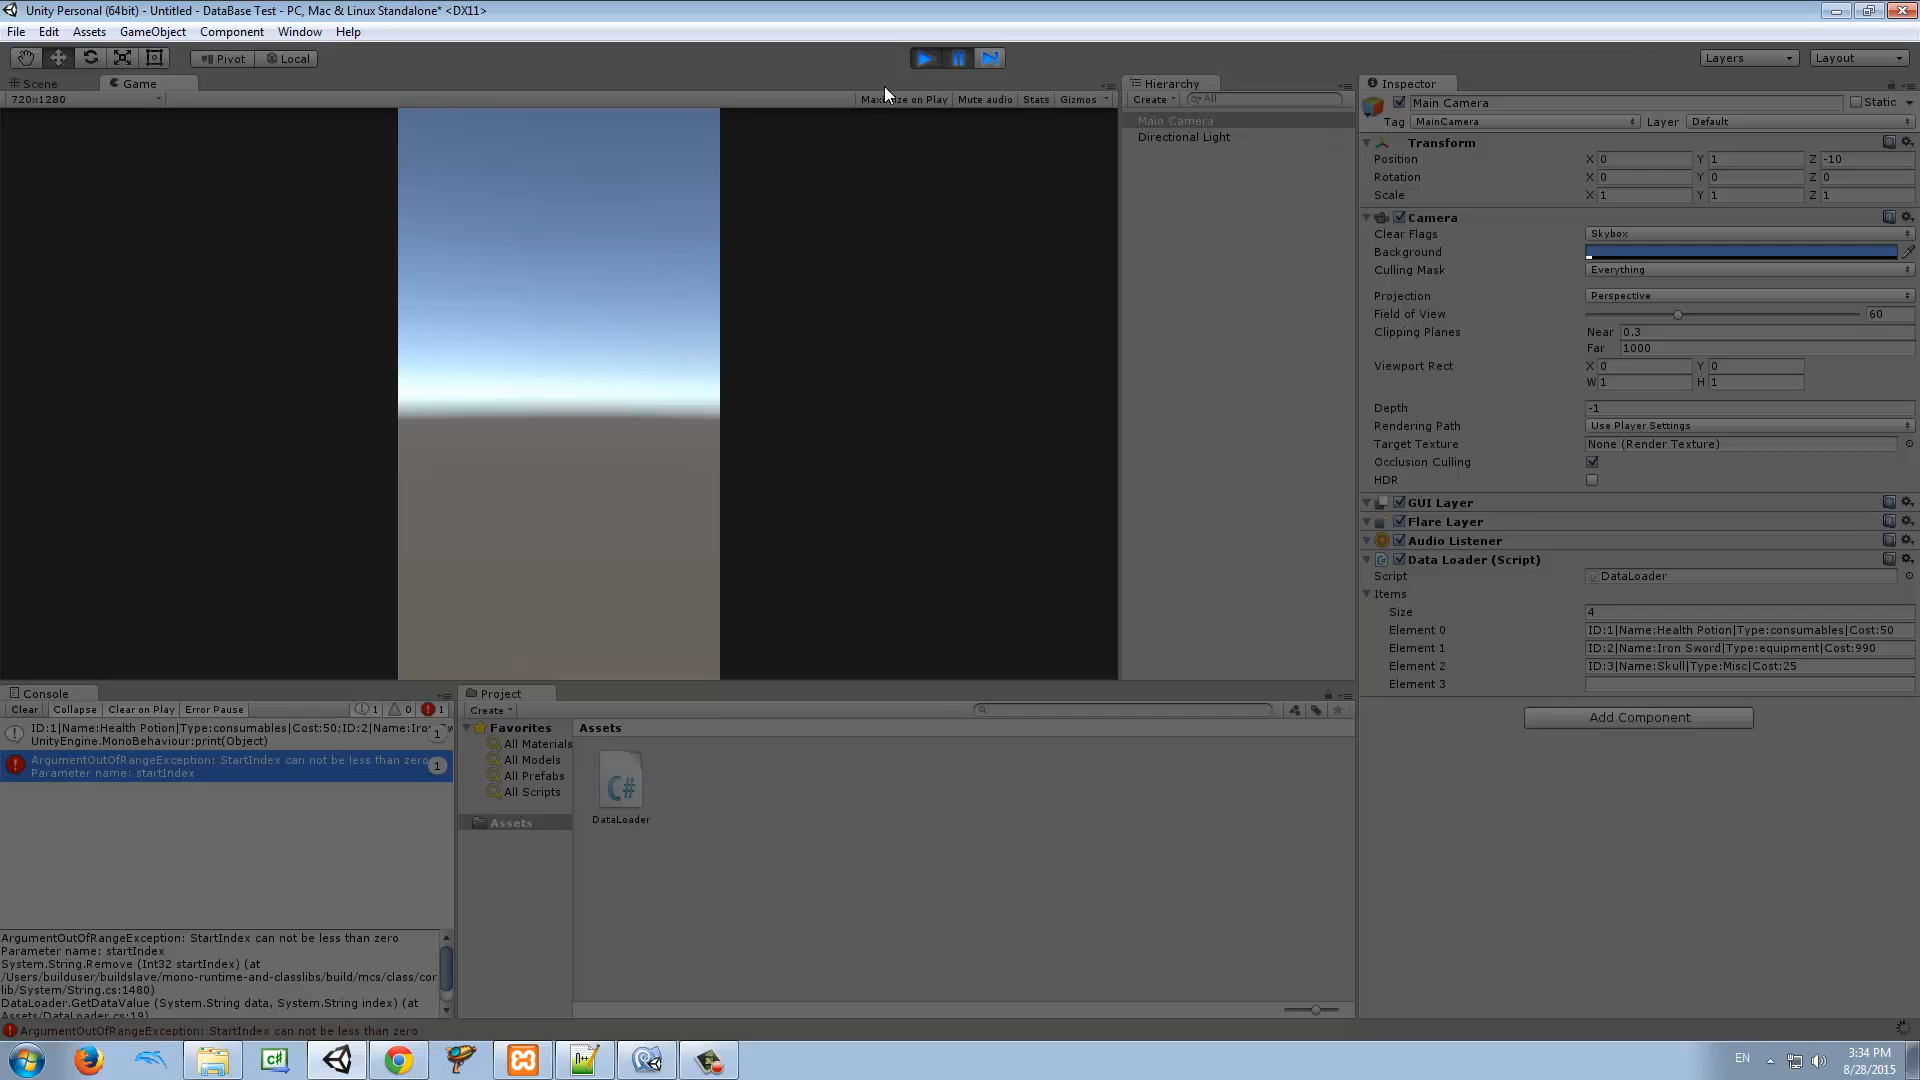 Unity Personal (64bit) - Untitled - DataBase Test - PC, Mac & Linux Standalone* <DX11>
File Edit Assets GameObject Component Window Help
Pivot Local
Layers Layout
Scene Game
720x1280 Maximize on Play Mute audio Stats Gizmos
Hierarchy
Create All
Main Camera
Directional Light
Inspector
Main Camera Static
Tag MainCamera Layer Default
Transform
Position X 0 Y 1 Z -10
Rotation X 0 Y 0 Z 0
Scale X 1 Y 1 Z 1
Camera
Clear Flags Skybox
Background
Culling Mask Everything
Projection Perspective
Field of View 60
Clipping Planes Near 0.3
Far 1000
Viewport Rect X 0 Y 0
W 1 H 1
Depth -1
Rendering Path Use Player Settings
Target Texture None (Render Texture)
Occlusion Culling
HDR
GUI Layer
Flare Layer
Audio Listener
Data Loader (Script)
Script DataLoader
Items
Size 4
Element 0 ID:1|Name:Health Potion|Type:consumables|Cost:50
Element 1 ID:2|Name:Iron Sword|Type:equipment|Cost:990
Element 2 ID:3|Name:Skull|Type:Misc|Cost:25
Element 3
Add Component
Console
Clear Collapse Clear on Play Error Pause 1 0 1
ID:1|Name:Health Potion|Type:consumables|Cost:50;ID:2|Name:Iron
UnityEngine.MonoBehaviour:print(Object) 1
ArgumentOutOfRangeException: StartIndex can not be less than zero
Parameter name: startIndex 1
ArgumentOutOfRangeException: StartIndex can not be less than zero
Parameter name: startIndex
System.String.Remove (Int32 startIndex) (at
/Users/builduser/buildslave/mono-runtime-and-classlibs/build/mcs/class/cor
lib/System/String.cs:1480)
DataLoader.GetDataValue (System.String data, System.String index) (at
Assets/DataLoader.cs:19)
ArgumentOutOfRangeException: StartIndex can not be less than zero
Project
Create
Favorites
All Materials
All Models
All Prefabs
All Scripts
Assets
Assets
C#
DataLoader
EN
3:34 PM
8/28/2015